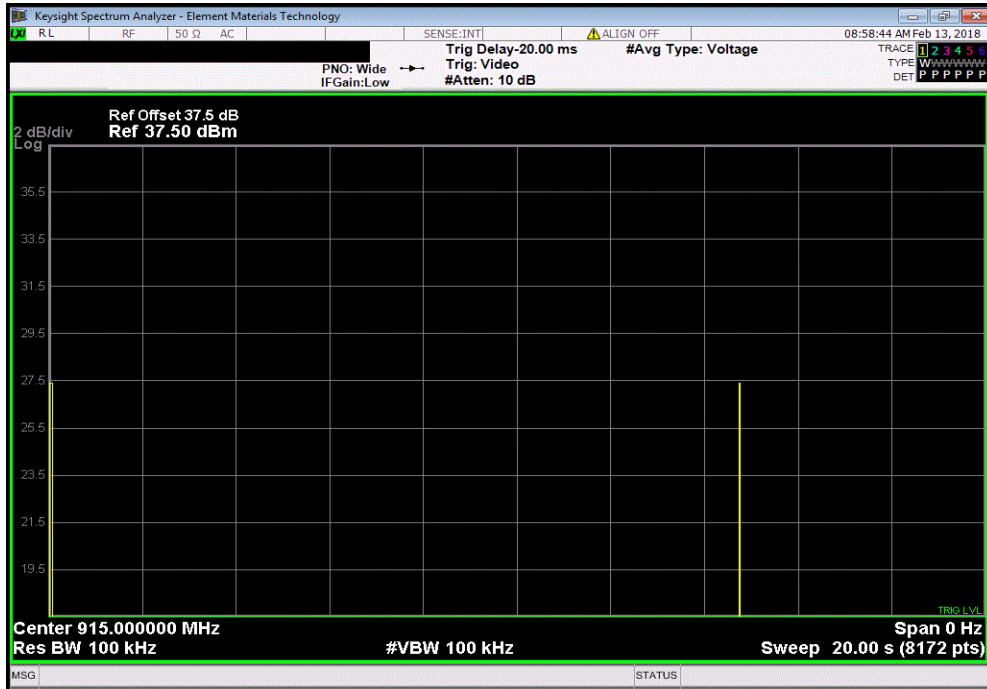 Keysight Spectrum Analyzer - Element Materials Technology
LXI RL RF 50 Ω AC SENSE:INT ALIGN OFF 08:58:44 AM Feb 13, 2018
Trig Delay-20.00 ms #Avg Type: Voltage TRACE 1 2 3 4 5 6
PNO: Wide Trig: Video TYPE WWWWWW
IFGain:Low #Atten: 10 dB DET P P P P P P
Ref Offset 37.5 dB
2 dB/div Ref 37.50 dBm
Log
35.5
33.5
31.5
29.5
27.5
25.5
23.5
21.5
19.5
TRIG LVL
Center 915.000000 MHz Span 0 Hz
Res BW 100 kHz #VBW 100 kHz Sweep 20.00 s (8172 pts)
MSG STATUS